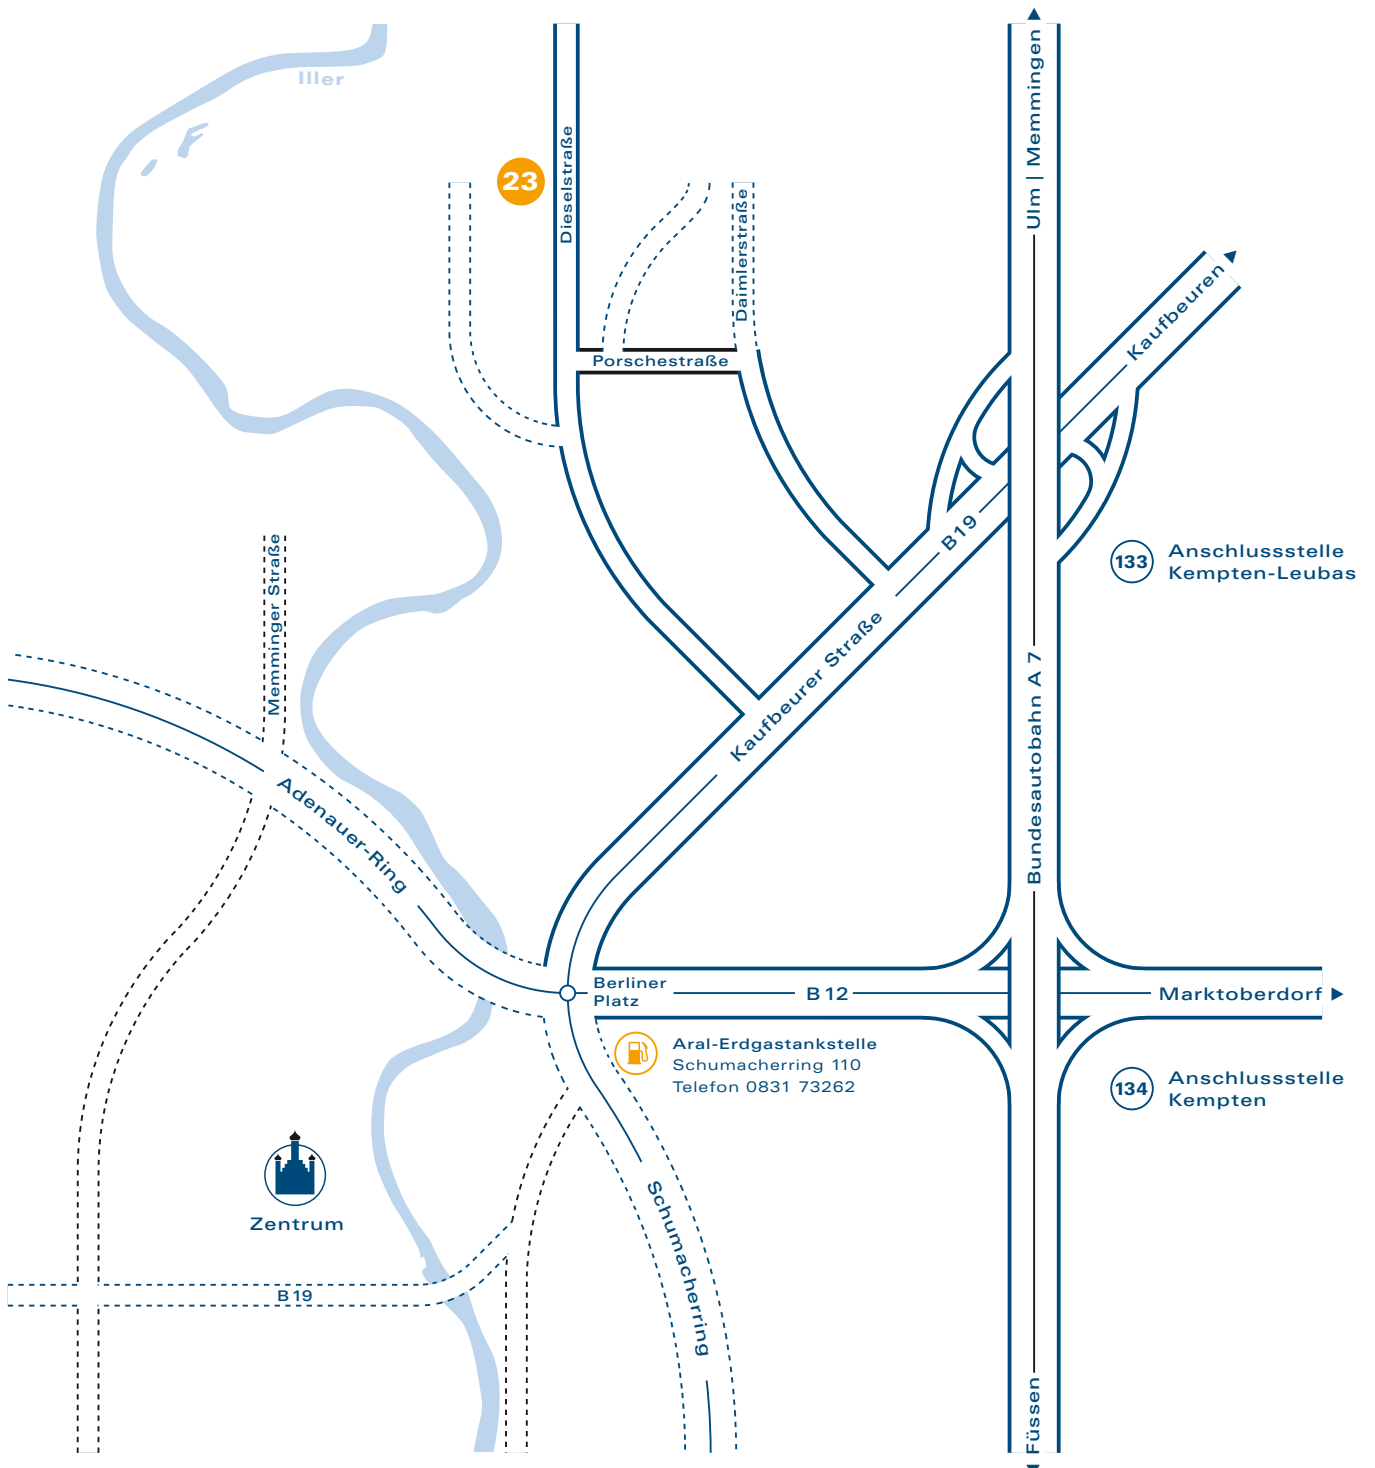 Iller
Ulm | Memmingen
23
Dieselstraße
Daimlerstraße
Kaufbeuren
Porschestraße
B 19
Memminger Straße
133
Anschlussstelle
Kempten-Leubas
Kaufbeurer Straße
Bundesautobahn A 7
Adenauer-Ring
Berliner
Platz
B 12
Marktoberdorf
Aral-Erdgastankstelle
Schumacherring 110
Telefon 0831 73262
134
Anschlussstelle
Kempten
Zentrum
Schumacherring
B 19
Füssen